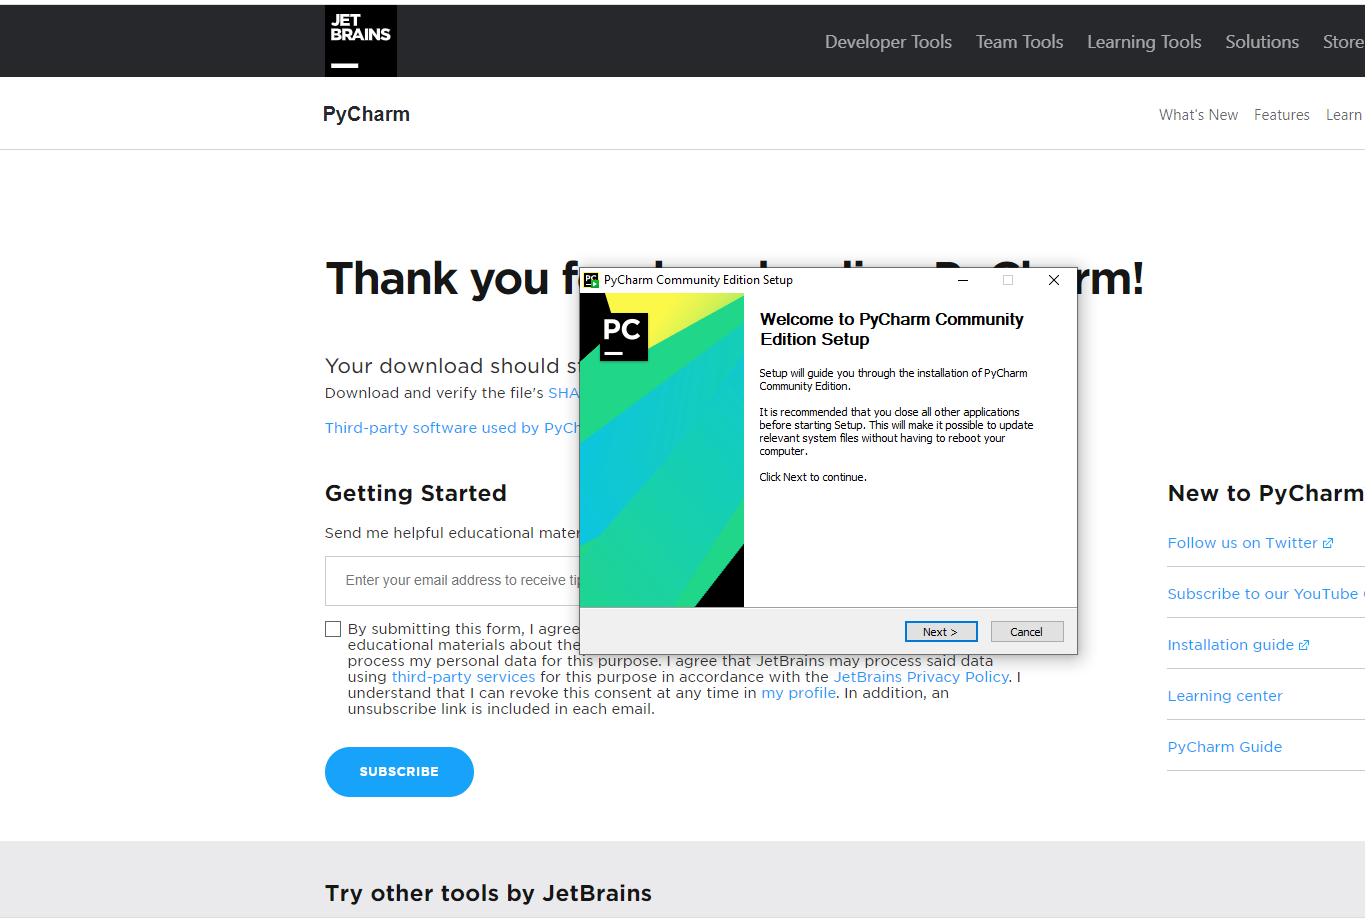 JET
BRAINS
Developer Tools Team Tools Learning Tools Solutions Store
PyCharm
What's New Features Learn
Thank you f
rm!
Your download should
Download and verify the file's SHA
Third-party software used by PyCh
Getting Started
Send me helpful educational mater
Enter your email address to receive tip
By submitting this form, I agree
educational materials about the
process my personal data for this purpose. I agree that JetBrains may process said data
using third-party services for this purpose in accordance with the JetBrains Privacy Policy. I
understand that I can revoke this consent at any time in my profile. In addition, an
unsubscribe link is included in each email.
SUBSCRIBE
PC PyCharm Community Edition Setup
PC
Welcome to PyCharm Community
Edition Setup
Setup will guide you through the installation of PyCharm
Community Edition.
It is recommended that you close all other applications
before starting Setup. This will make it possible to update
relevant system files without having to reboot your
computer.
Click Next to continue.
Next >
Cancel
New to PyCharm
Follow us on Twitter
Subscribe to our YouTube
Installation guide
Learning center
PyCharm Guide
Try other tools by JetBrains